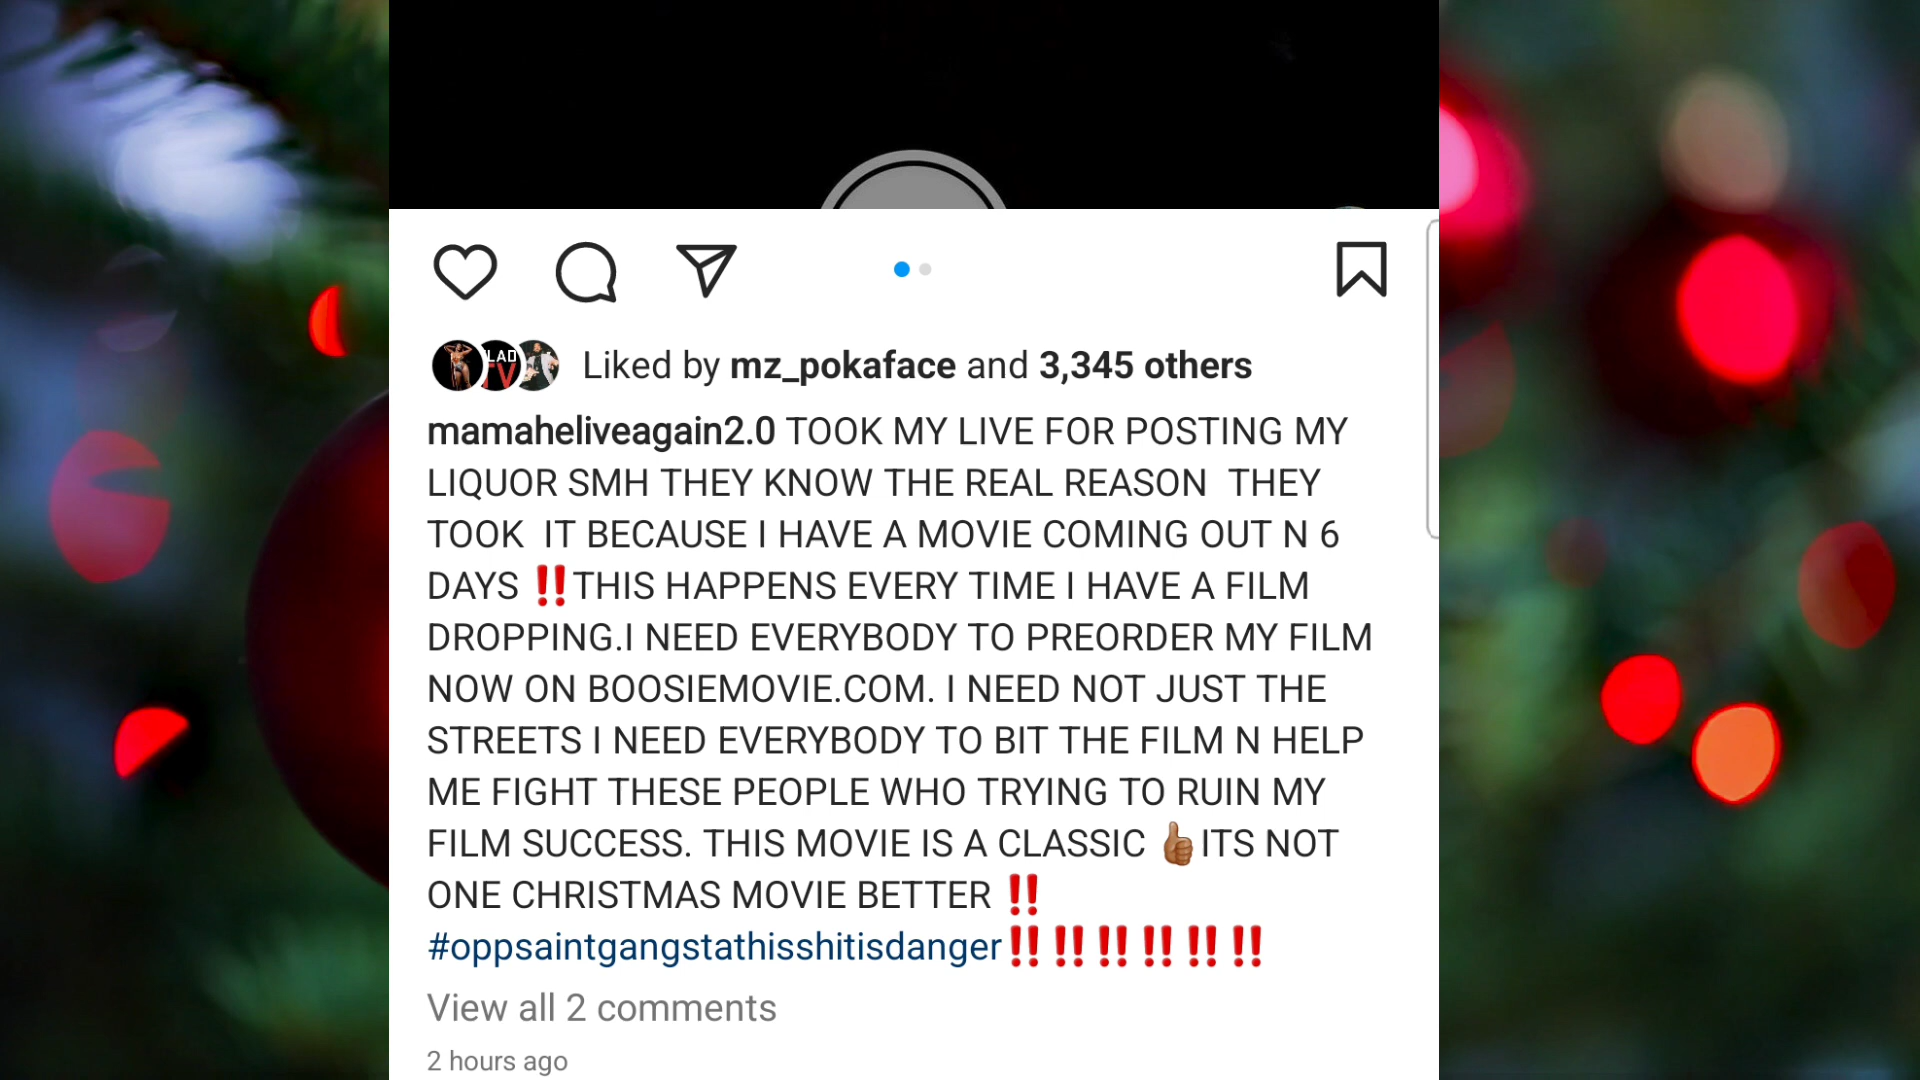 LAD
TV
Liked by mz_pokaface and 3,345 others
mamaheliveagain2.0 TOOK MY LIVE FOR POSTING MY
LIQUOR SMH THEY KNOW THE REAL REASON THEY
TOOK IT BECAUSE I HAVE A MOVIE COMING OUT N 6
DAYS ‼️THIS HAPPENS EVERY TIME I HAVE A FILM
DROPPING.I NEED EVERYBODY TO PREORDER MY FILM
NOW ON BOOSIEMOVIE.COM. I NEED NOT JUST THE
STREETS I NEED EVERYBODY TO BIT THE FILM N HELP
ME FIGHT THESE PEOPLE WHO TRYING TO RUIN MY
FILM SUCCESS. THIS MOVIE IS A CLASSIC 👍🏾ITS NOT
ONE CHRISTMAS MOVIE BETTER ‼️
#oppsaintgangstathisshitisdanger‼️‼️‼️‼️‼️‼️
View all 2 comments
2 hours ago